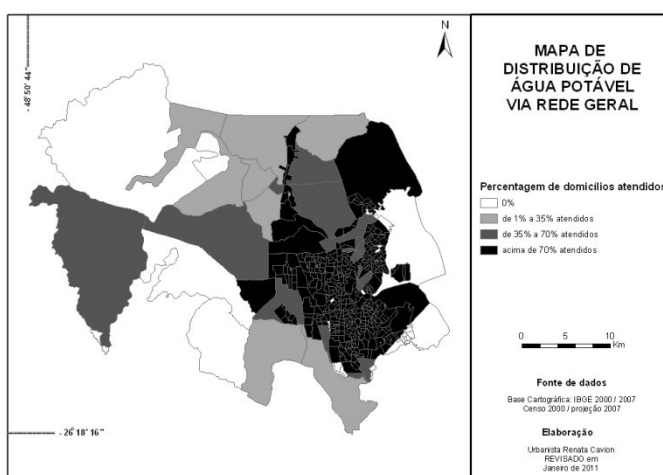 N
- 48º 50' 44"
- 26º 18' 16"
MAPA DE
DISTRIBUIÇÃO DE
ÁGUA POTÁVEL
VIA REDE GERAL
Percentagem de domicílios atendidos
0%
de 1% a 35% atendidos
de 35% a 70% atendidos
acima de 70% atendidos
0 5 10
Km
Fonte de dados
Base Cartográfica: IBGE 2000 / 2007
Censo 2000 / projeção 2007
Elaboração
Urbanista Renata Cavion
REVISADO em
Janeiro de 2011